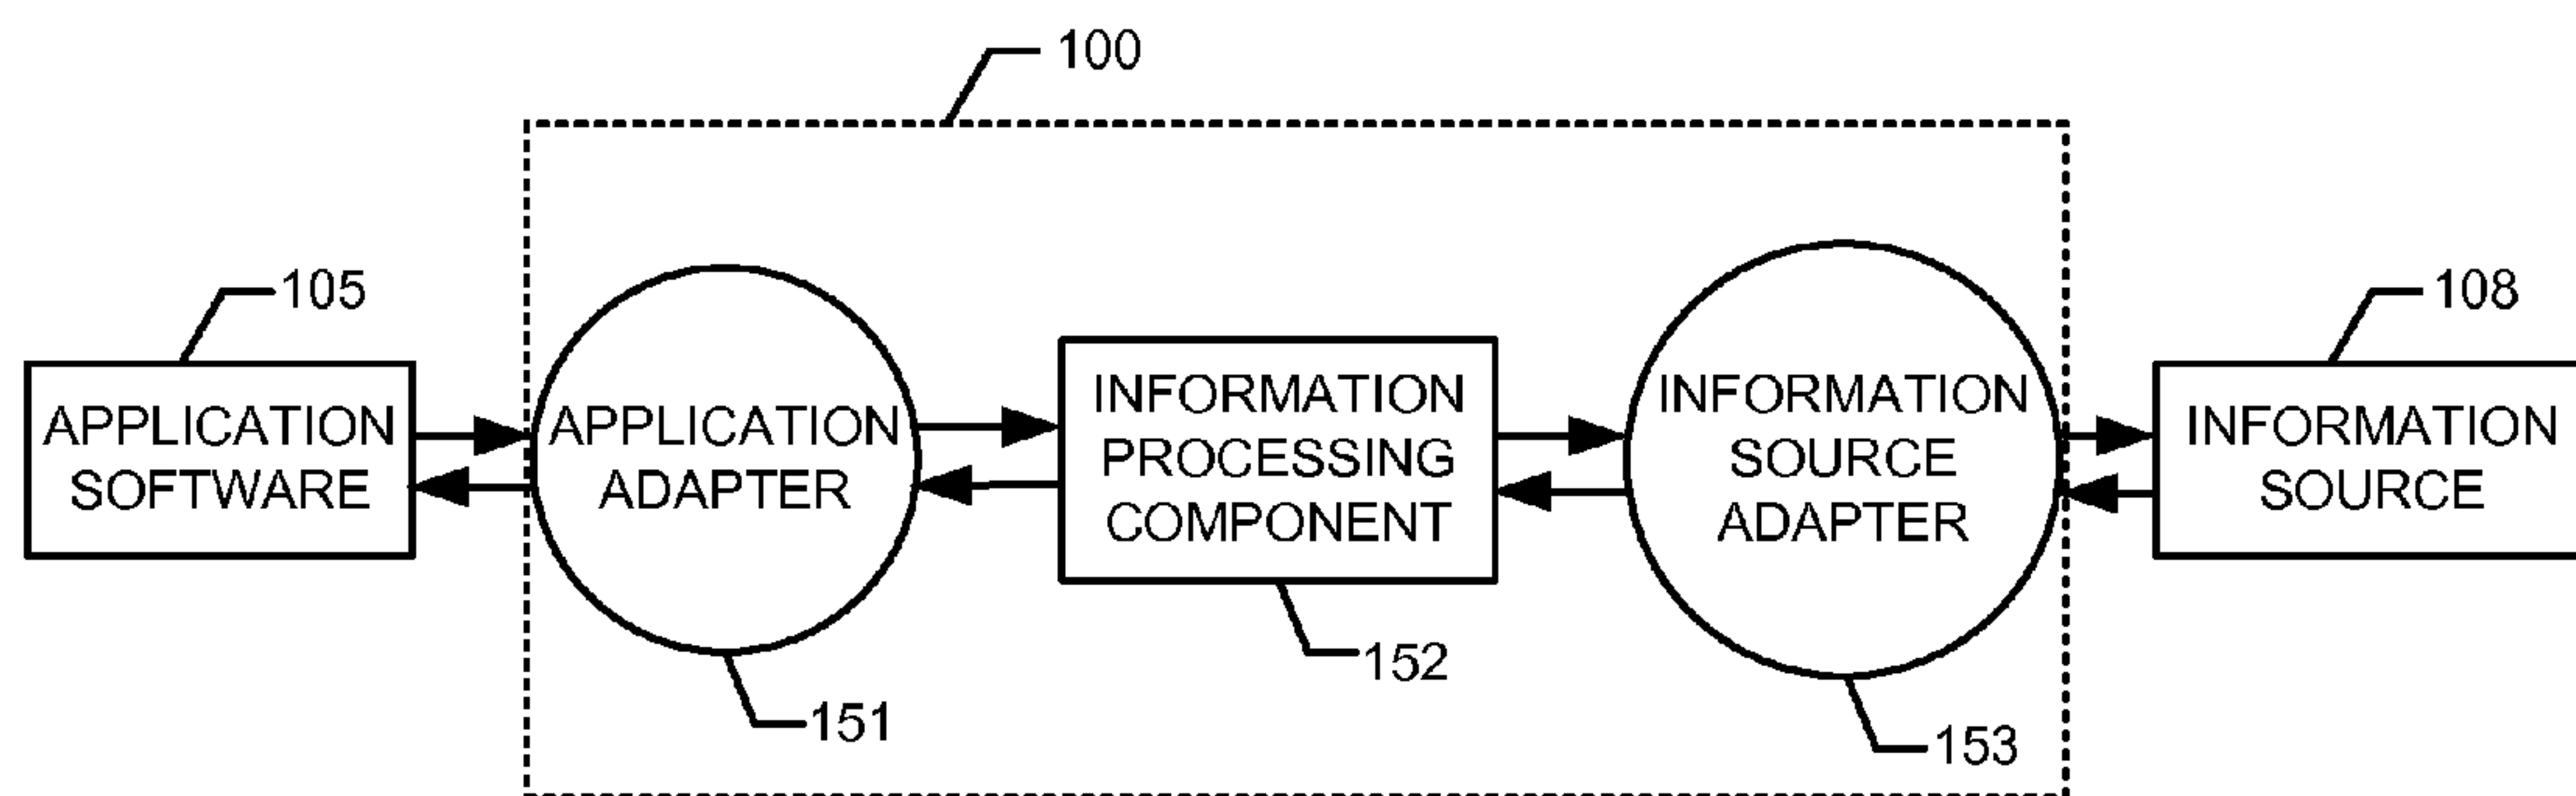 100
105
108
APPLICATION
SOFTWARE
APPLICATION
ADAPTER
INFORMATION
PROCESSING
COMPONENT
INFORMATION
SOURCE
ADAPTER
INFORMATION
SOURCE
151
152
153